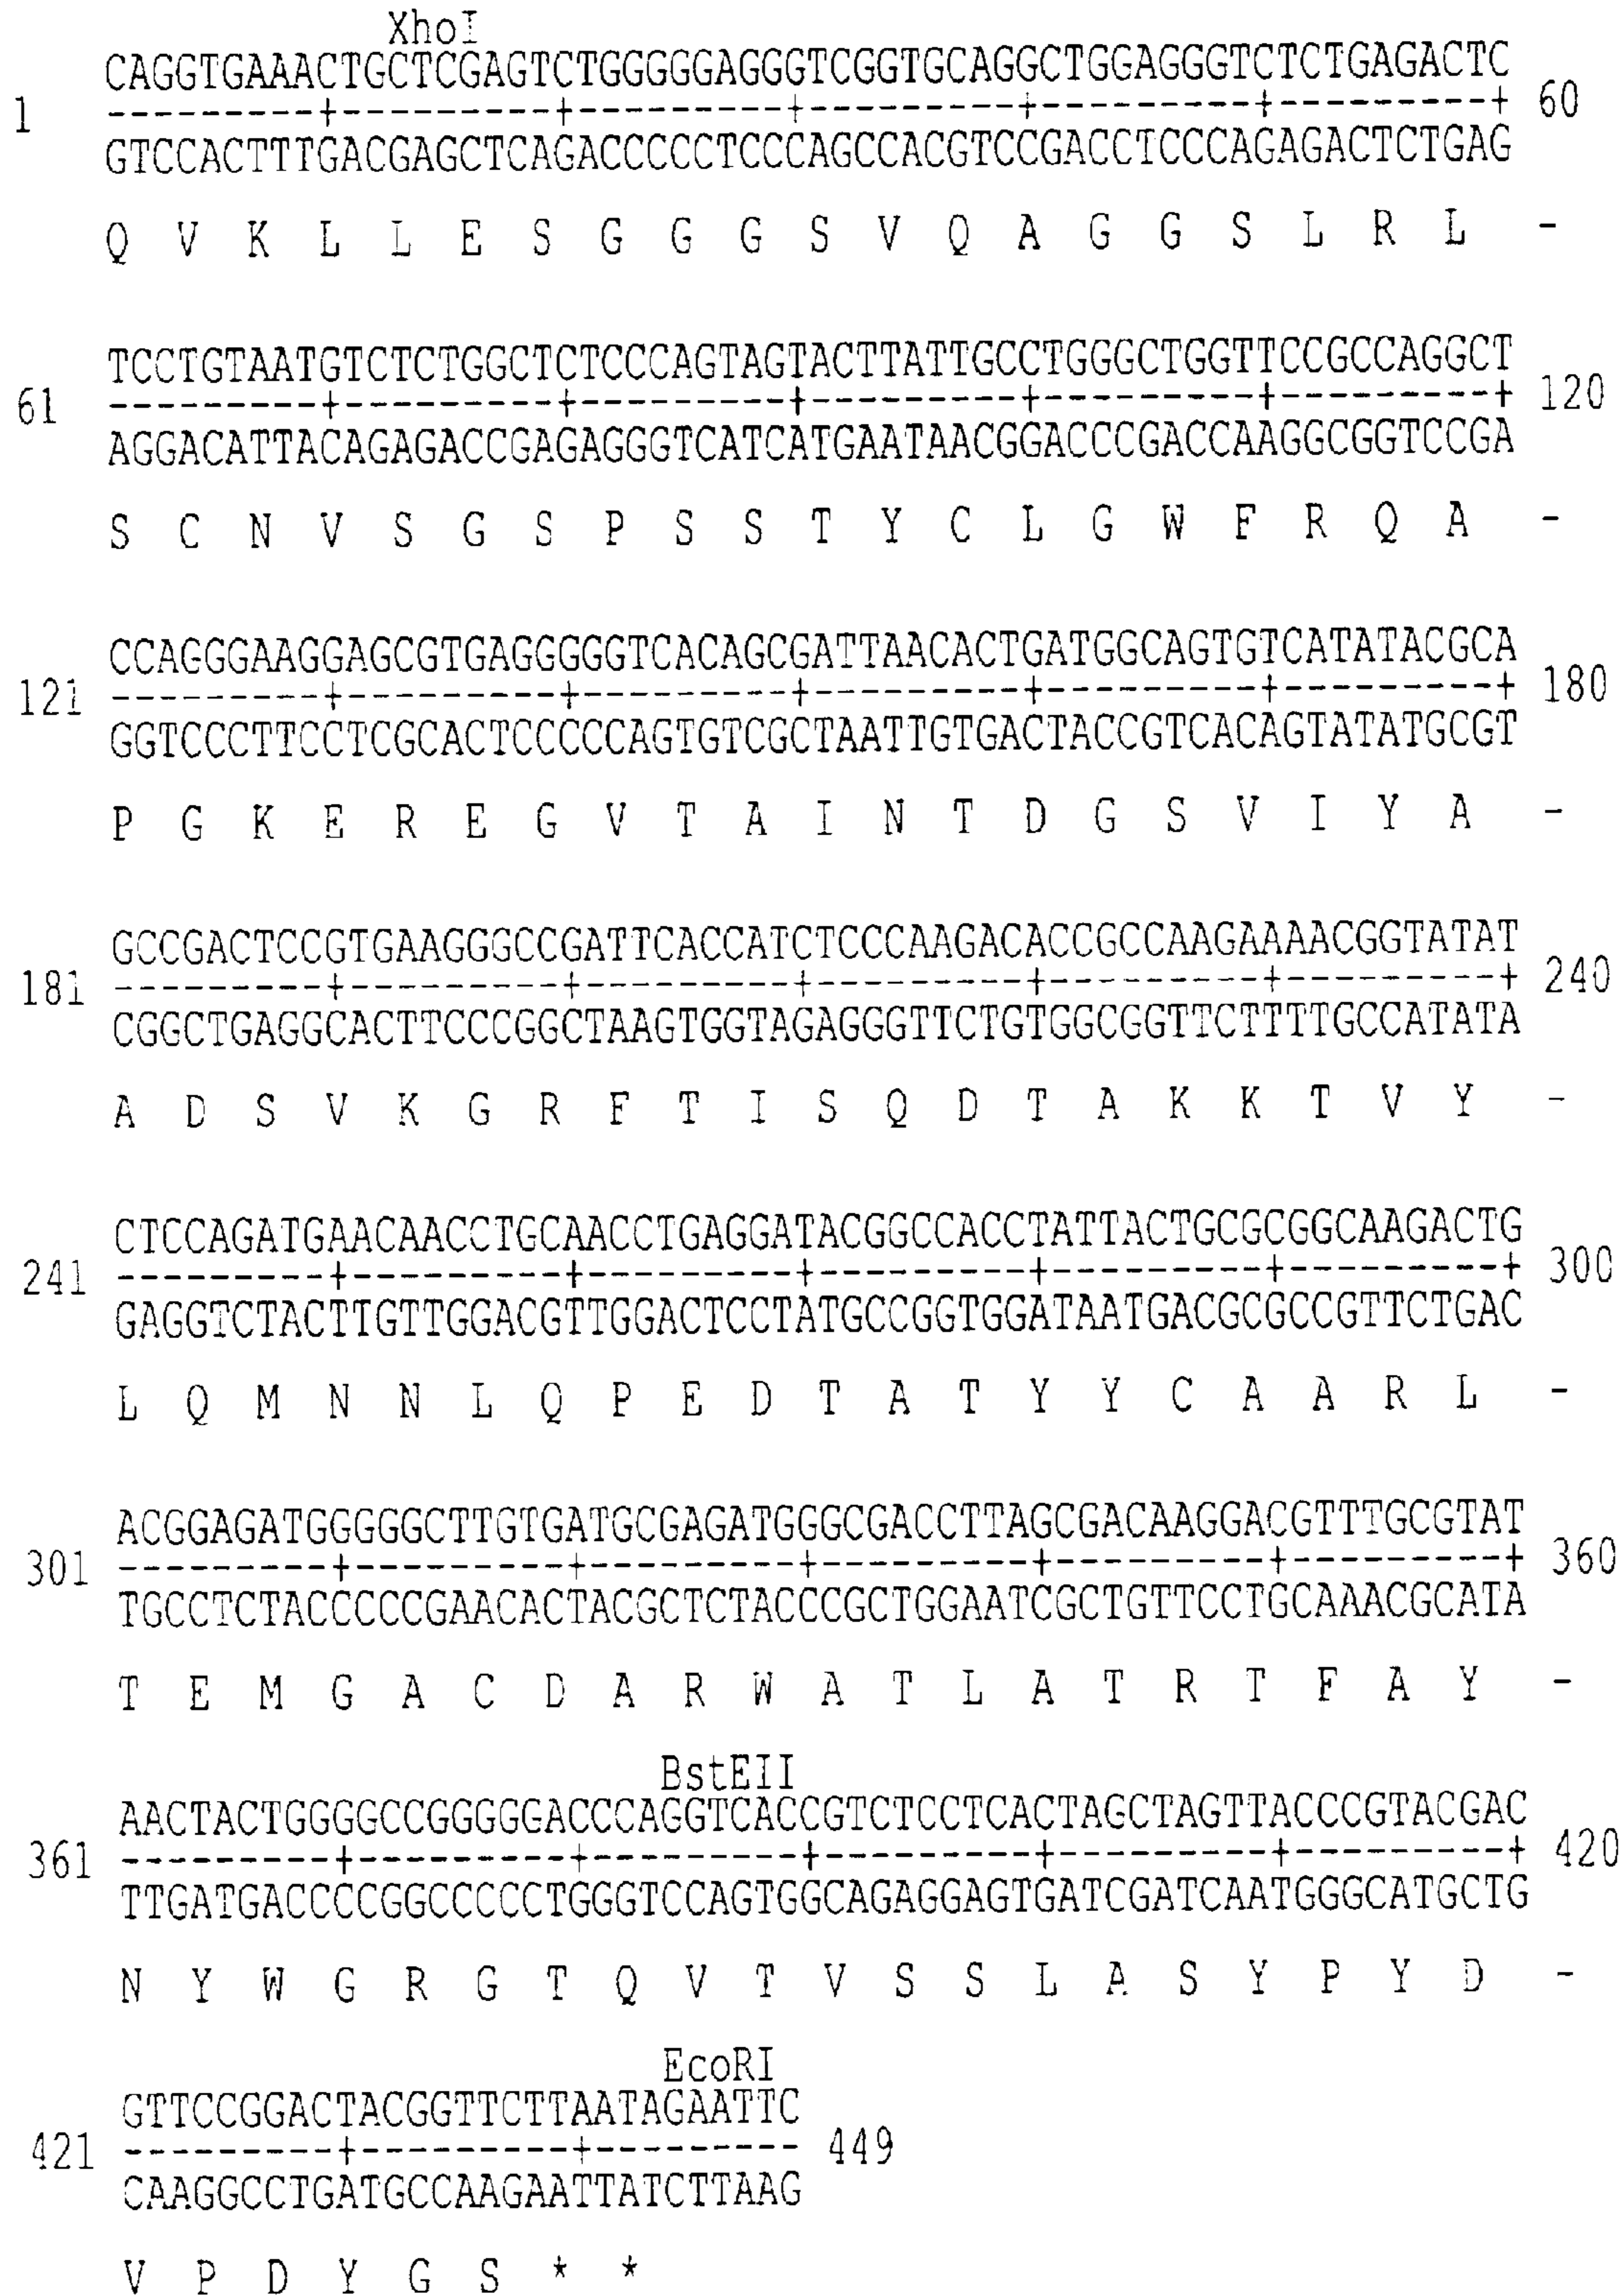 XhoI
CAGGTGAAACTGCTCGAGTCTGGGGGAGGGTCGGTGCAGGCTGGAGGGTCTCTGAGACTC
1 ---------+---------+---------+---------+---------+---------+ 60
GTCCACTTTGACGAGCTCAGACCCCCTCCCAGCCACGTCCGACCTCCCAGAGACTCTGAG
Q V K L L E S G G G S V Q A G G S L R L -
TCCTGTAATGTCTCTGGCTCTCCCAGTAGTACTTATTGCCTGGGCTGGTTCCGCCAGGCT
61 ---------+---------+---------+---------+---------+---------+ 120
AGGACATTACAGAGACCGAGAGGGTCATCATGAATAACGGACCCGACCAAGGCGGTCCGA
S C N V S G S P S S T Y C L G W F R Q A -
CCAGGGAAGGAGCGTGAGGGGGTCACAGCGATTAACACTGATGGCAGTGTCATATACGCA
121 ---------+---------+---------+---------+---------+---------+ 180
GGTCCCTTCCTCGCACTCCCCCAGTGTCGCTAATTGTGACTACCGTCACAGTATATGCGT
P G K E R E G V T A I N T D G S V I Y A -
GCCGACTCCGTGAAGGGCCGATTCACCATCTCCCAAGACACCGCCAAGAAAACGGTATAT
181 ---------+---------+---------+---------+---------+---------+ 240
CGGCTGAGGCACTTCCCGGCTAAGTGGTAGAGGGTTCTGTGGCGGTTCTTTTGCCATATA
A D S V K G R F T I S Q D T A K K T V Y -
CTCCAGATGAACAACCTGCAACCTGAGGATACGGCCACCTATTACTGCGCGGCAAGACTG
241 ---------+---------+---------+---------+---------+---------+ 300
GAGGTCTACTTGTTGGACGTTGGACTCCTATGCCGGTGGATAATGACGCGCCGTTCTGAC
L Q M N N L Q P E D T A T Y Y C A A R L -
ACGGAGATGGGGGCTTGTGATGCGAGATGGGCGACCTTAGCGACAAGGACGTTTGCGTAT
301 ---------+---------+---------+---------+---------+---------+ 360
TGCCTCTACCCCCGAACACTACGCTCTACCCGCTGGAATCGCTGTTCCTGCAAACGCATA
T E M G A C D A R W A T L A T R T F A Y -
BstEII
AACTACTGGGGCCGGGGGACCCAGGTCACCGTCTCCTCACTAGCTAGTTACCCGTACGAC
361 ---------+---------+---------+---------+---------+---------+ 420
TTGATGACCCCGGCCCCCTGGGTCCAGTGGCAGAGGAGTGATCGATCAATGGGCATGCTG
N Y W G R G T Q V T V S S L A S Y P Y D -
EcoRI
GTTCCGGACTACGGTTCTTAATAGAATTC
421 ---------+---------+--------- 449
CAAGGCCTGATGCCAAGAATTATCTTAAG
V P D Y G S * *